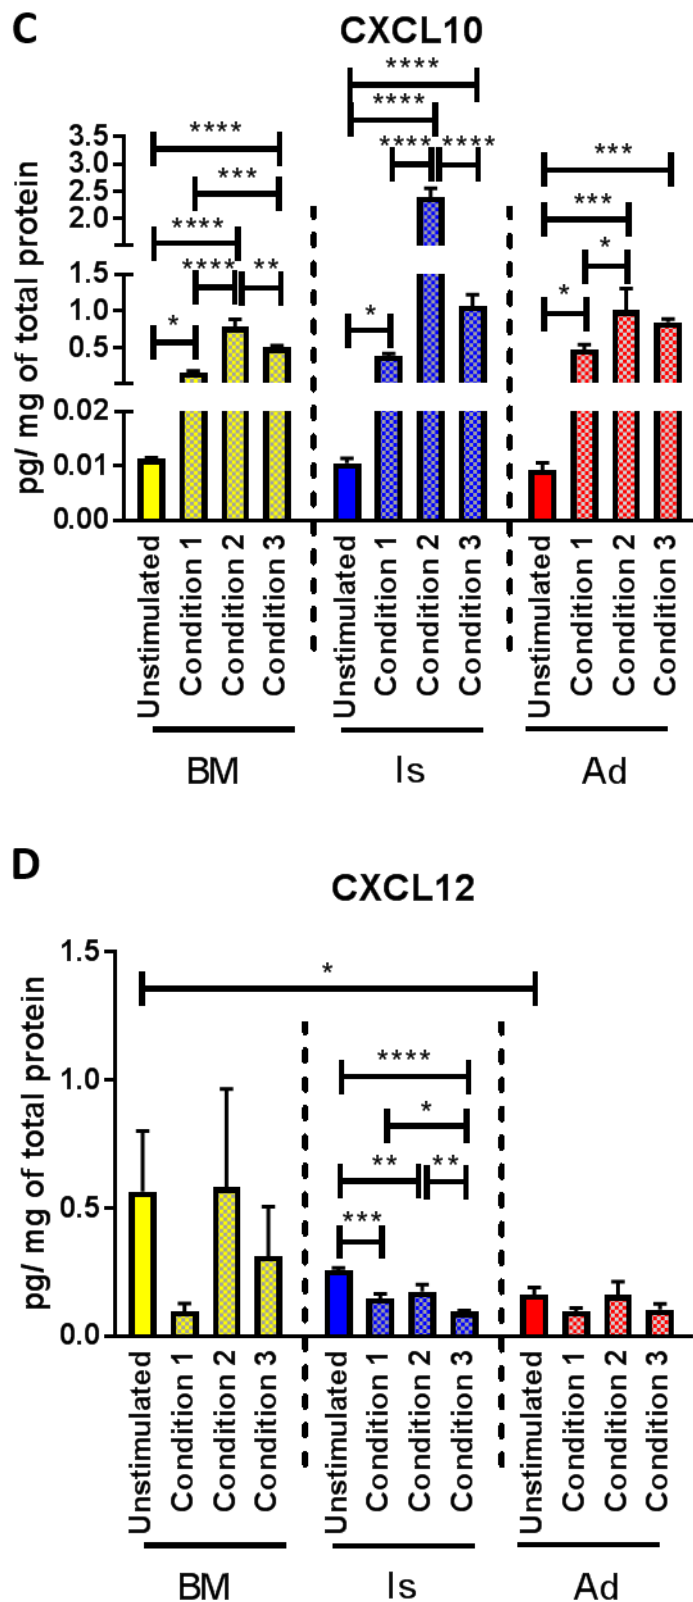 C
CXCL10
pg/ mg of total protein
3.5
3.0
2.5
2.0
1.5
1.0
0.5
0.02
0.01
0.00
****
***
****
**** **
*
****
****
**** ****
*
***
***
*
*
Unstimulated
Condition 1
Condition 2
Condition 3
Unstimulated
Condition 1
Condition 2
Condition 3
Unstimulated
Condition 1
Condition 2
Condition 3
BM
Is
Ad
D
CXCL12
pg/ mg of total protein
1.5
1.0
0.5
0.0
*
****
*
** **
***
Unstimulated
Condition 1
Condition 2
Condition 3
Unstimulated
Condition 1
Condition 2
Condition 3
Unstimulated
Condition 1
Condition 2
Condition 3
BM
Is
Ad